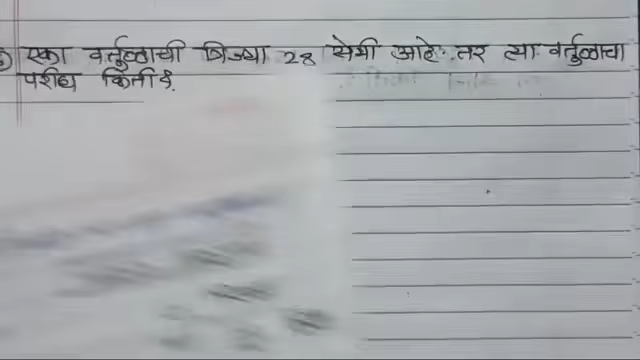 एका वर्तुळाची त्रिज्या 28 सेमी आहे. तर त्या वर्तुळाचा
परीघ किती ?